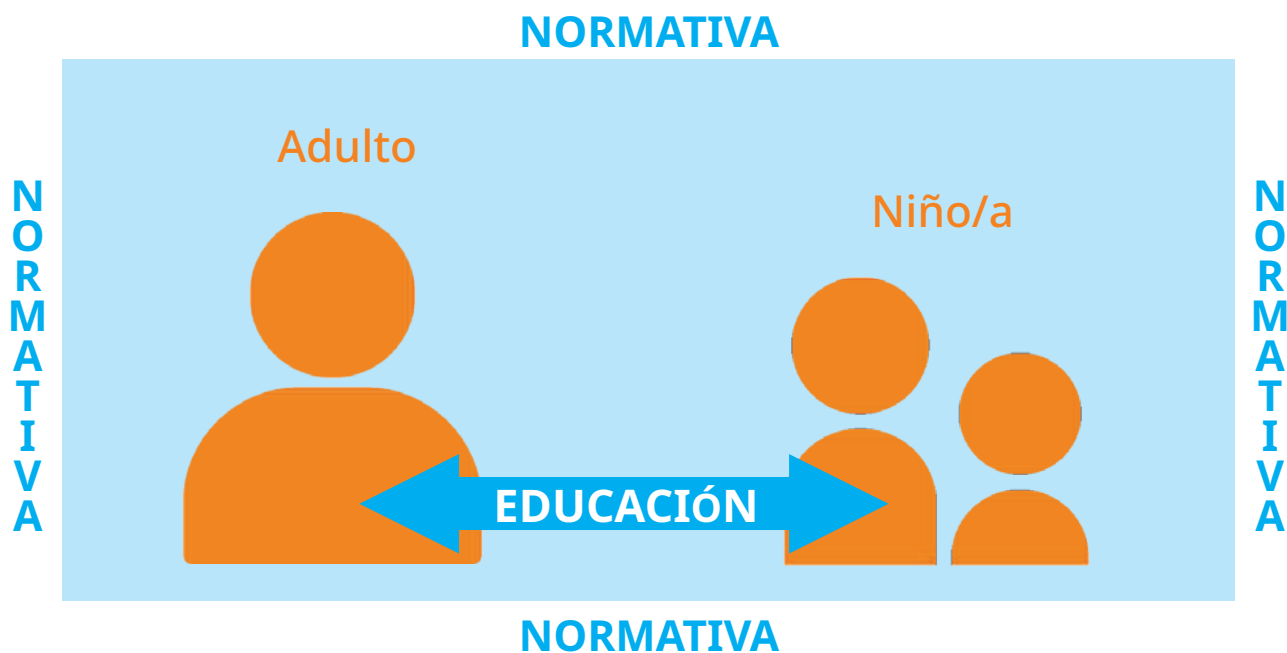 NORMATIVA
Adulto
Niño/a
NORMATIVA
NORMATIVA
EDUCACIóN
NORMATIVA